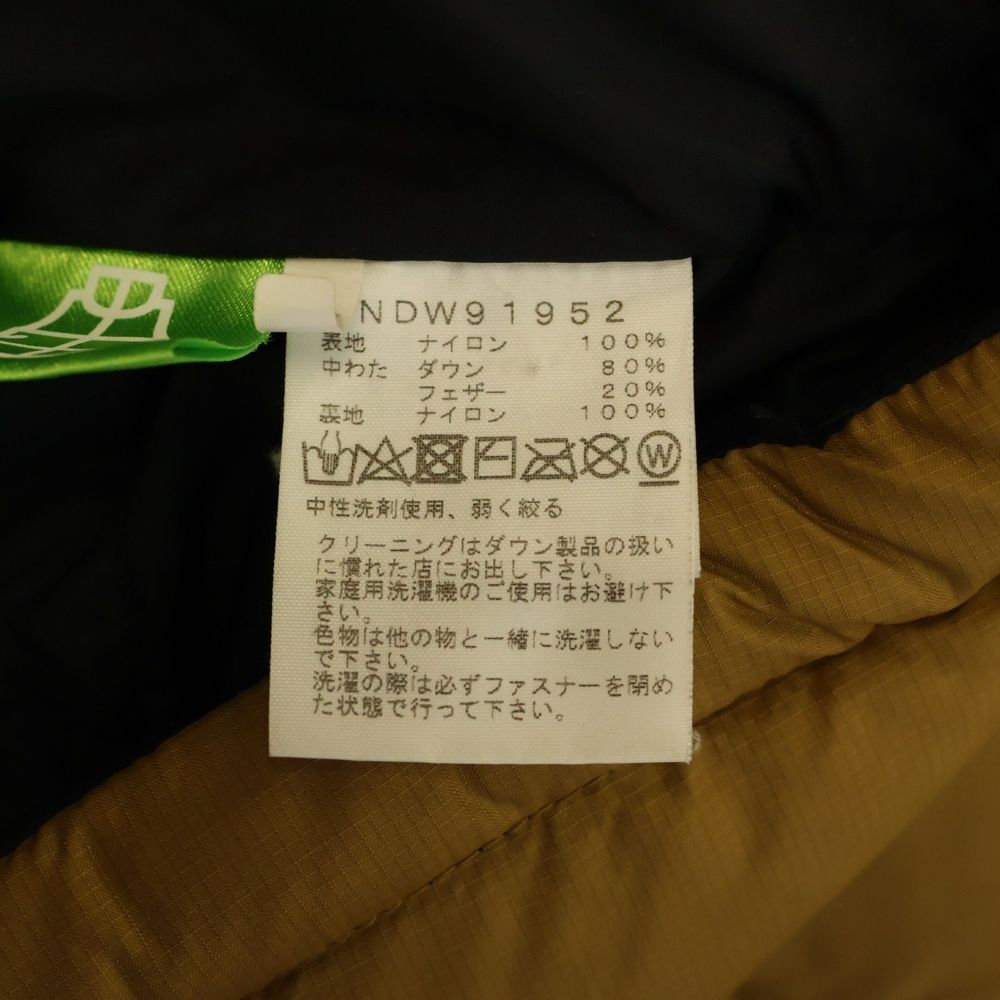 NDW91952
表地 ナイロン 100%
中わた ダウン 80%
フェザー 20%
裏地 ナイロン 100%
W
中性洗剤使用、弱く絞る
クリーニングはダウン製品の扱い
に慣れた店にお出し下さい。
家庭用洗濯機のご使用はお避け下
さい。
色物は他の物と一緒に洗濯しない
で下さい。
洗濯の際は必ずファスナーを閉め
た状態で行って下さい。